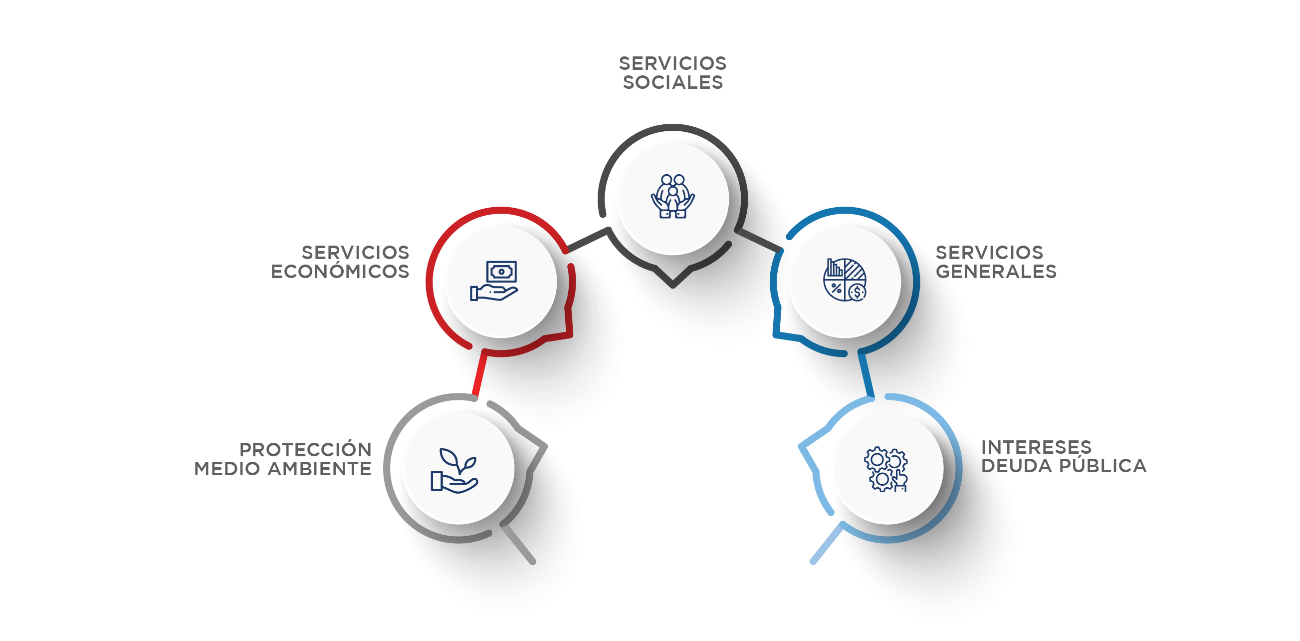 SERVICIOS
SOCIALES
SERVICIOS
ECONÓMICOS
SERVICIOS
GENERALES
PROTECCIÓN
MEDIO AMBIENTE
INTERESES
DEUDA PÚBLICA
%
$